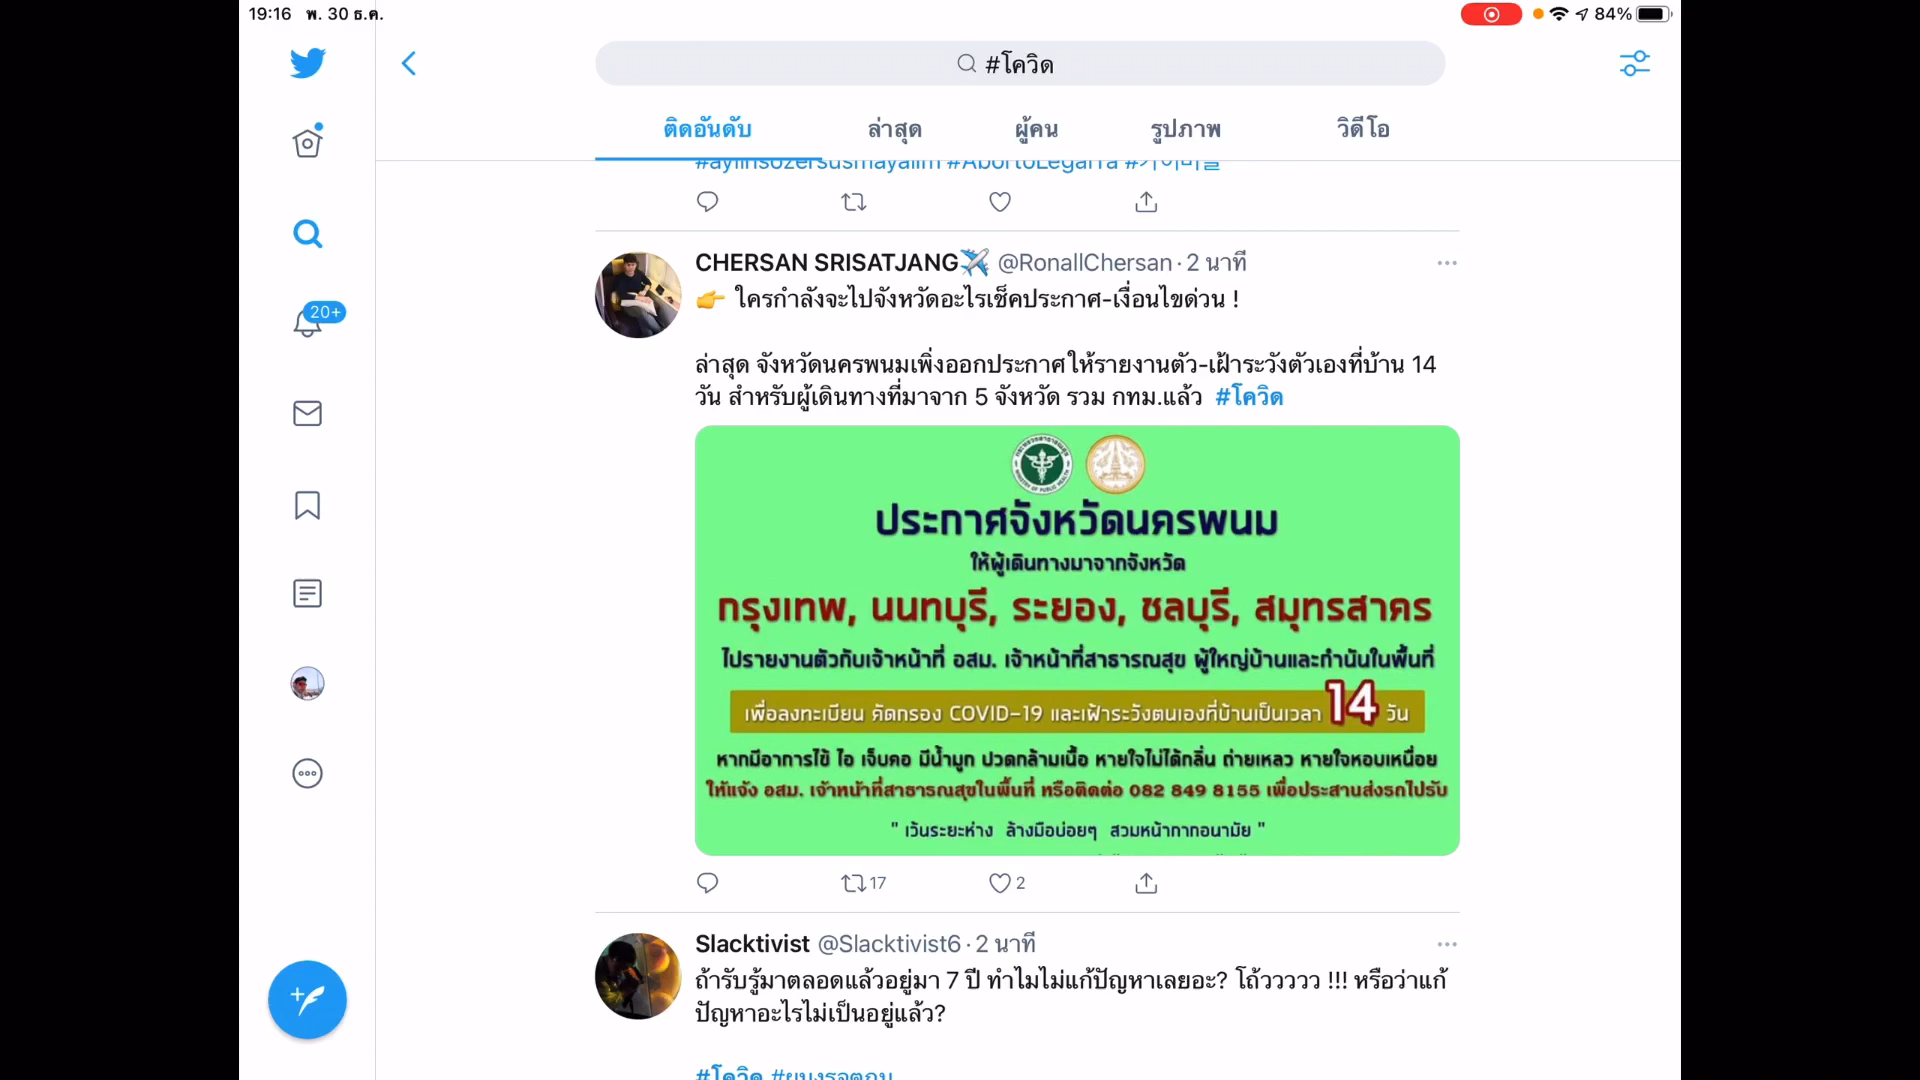 19:16 พ. 30 ธ.ค.
84%
#โควิด
ติดอันดับ ล่าสุด ผู้คน รูปภาพ วิดีโอ
20+
CHERSAN SRISATJANG @RonallChersan · 2 นาที
ใครกำลังจะไปจังหวัดอะไรเช็คประกาศ-เงื่อนไขด่วน !
ล่าสุด จังหวัดนครพนมเพิ่งออกประกาศให้รายงานตัว-เฝ้าระวังตัวเองที่บ้าน 14
วัน สำหรับผู้เดินทางที่มาจาก 5 จังหวัด รวม กทม.แล้ว #โควิด
ประกาศจังหวัดนครพนม
ให้ผู้เดินทางมาจากจังหวัด
กรุงเทพ, นนทบุรี, ระยอง, ชลบุรี, สมุทรสาคร
ไปรายงานตัวกับเจ้าหน้าที่ อสม. เจ้าหน้าที่สาธารณสุข ผู้ใหญ่บ้านและกำนันในพื้นที่
เพื่อลงทะเบียน คัดกรอง COVID-19 และเฝ้าระวังตนเองที่บ้านเป็นเวลา 14 วัน
หากมีอาการไข้ ไอ เจ็บคอ มีน้ำมูก ปวดกล้ามเนื้อ หายใจไม่ได้กลิ่น ถ่ายเหลว หายใจหอบเหนื่อย
ให้แจ้ง อสม. เจ้าหน้าที่สาธารณสุขในพื้นที่ หรือติดต่อ 082 849 8155 เพื่อประสานส่งรถไปรับ
" เว้นระยะห่าง ล้างมือบ่อยๆ สวมหน้ากากอนามัย "
17 2
Slacktivist @Slacktivist6 · 2 นาที
ถ้ารับรู้มาตลอดแล้วอยู่มา 7 ปี ทำไมไม่แก้ปัญหาเลยอะ? โถ้วววววว !!! หรือว่าแก้
ปัญหาอะไรไม่เป็นอยู่แล้ว?
#โควิด